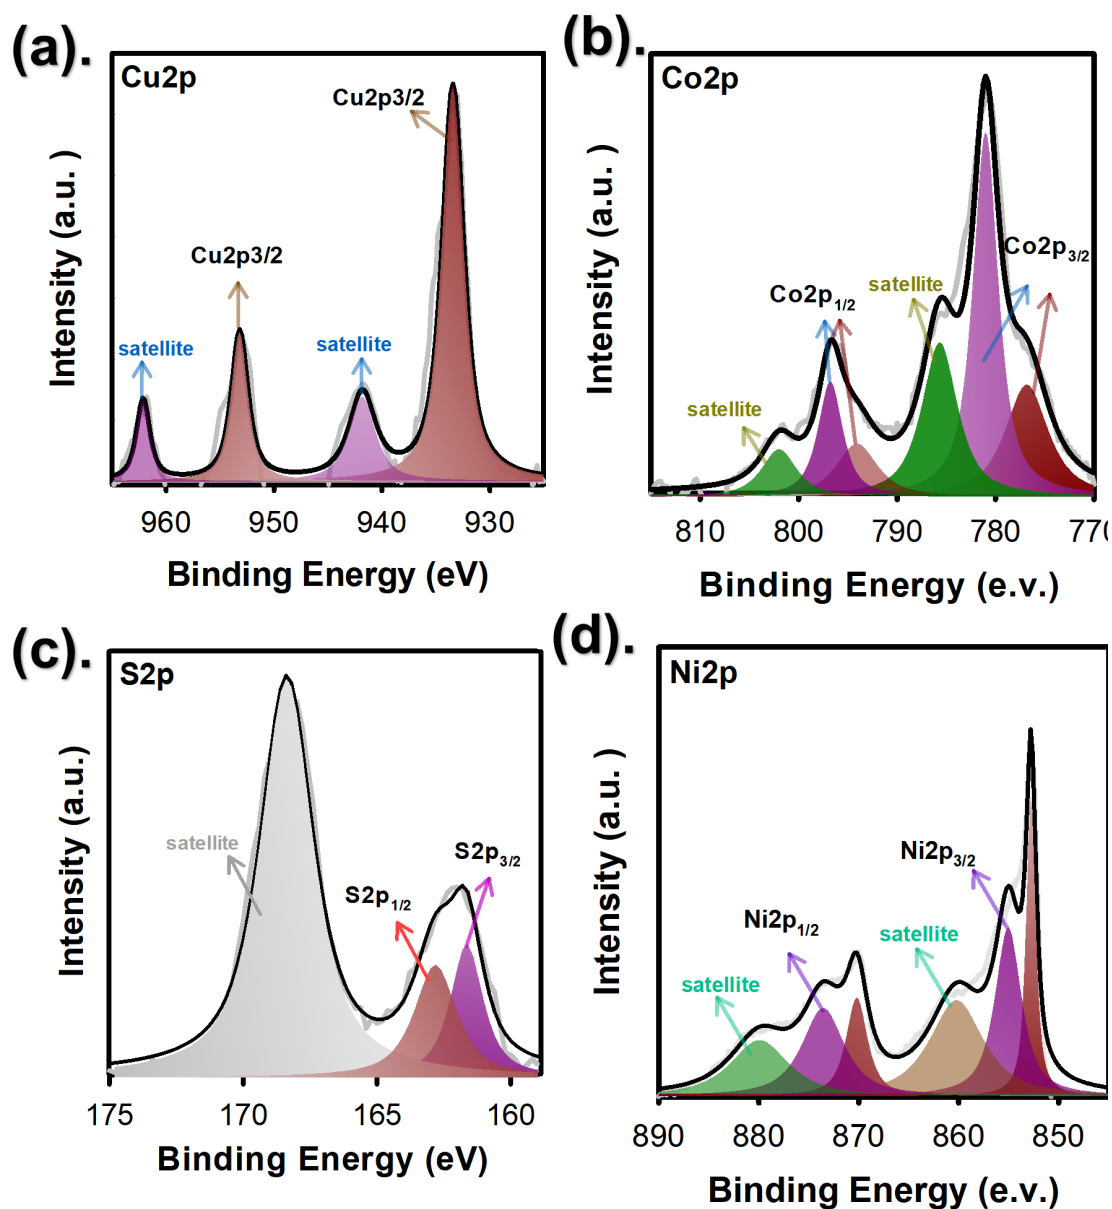 (a).
Cu2p
Cu2p3/2
Cu2p3/2
satellite
satellite
Intensity (a.u.)
960 950 940 930
Binding Energy (eV)
(b).
Co2p
Co2p3/2
satellite
Co2p1/2
satellite
Intensity (a.u.)
810 800 790 780 770
Binding Energy (e.v.)
(c).
S2p
satellite
S2p3/2
S2p1/2
Intensity (a.u.)
175 170 165 160
Binding Energy (eV)
(d).
Ni2p
Ni2p3/2
Ni2p1/2
satellite
satellite
Intensity (a.u.)
890 880 870 860 850
Binding Energy (e.v.)